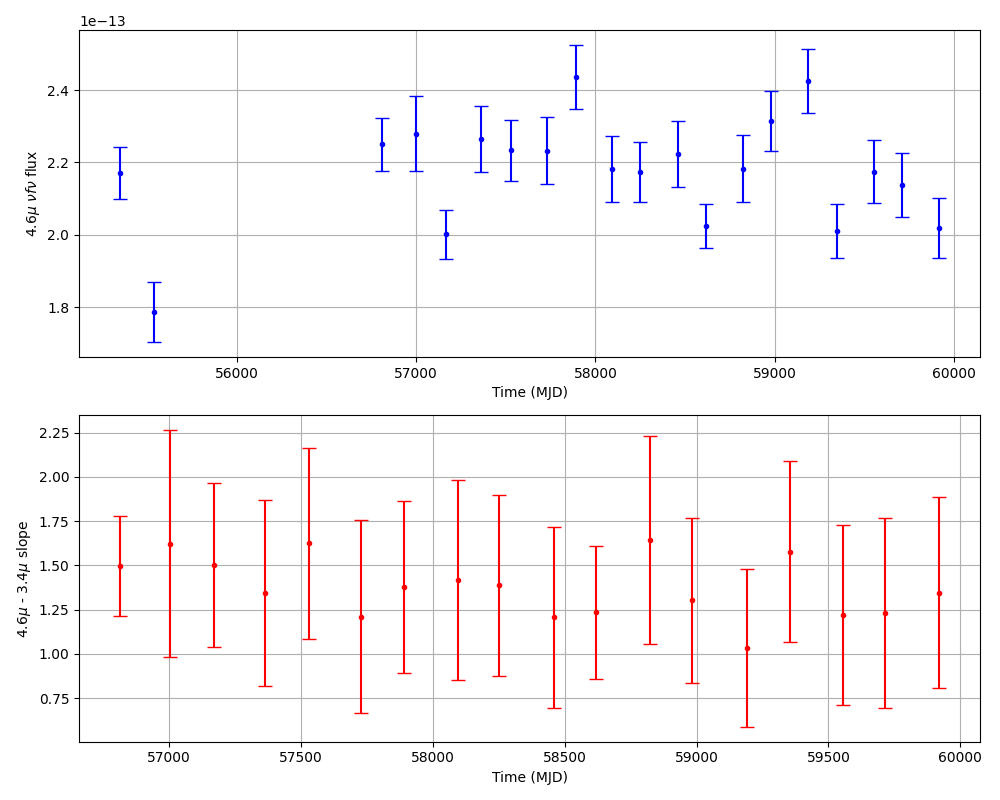 1e−13
2.4
2.2
2.0
1.8
4.6μ νfν flux
56000 57000 58000 59000 60000
Time (MJD)
2.25
2.00
1.75
1.50
1.25
1.00
0.75
4.6μ - 3.4μ slope
57000 57500 58000 58500 59000 59500 60000
Time (MJD)